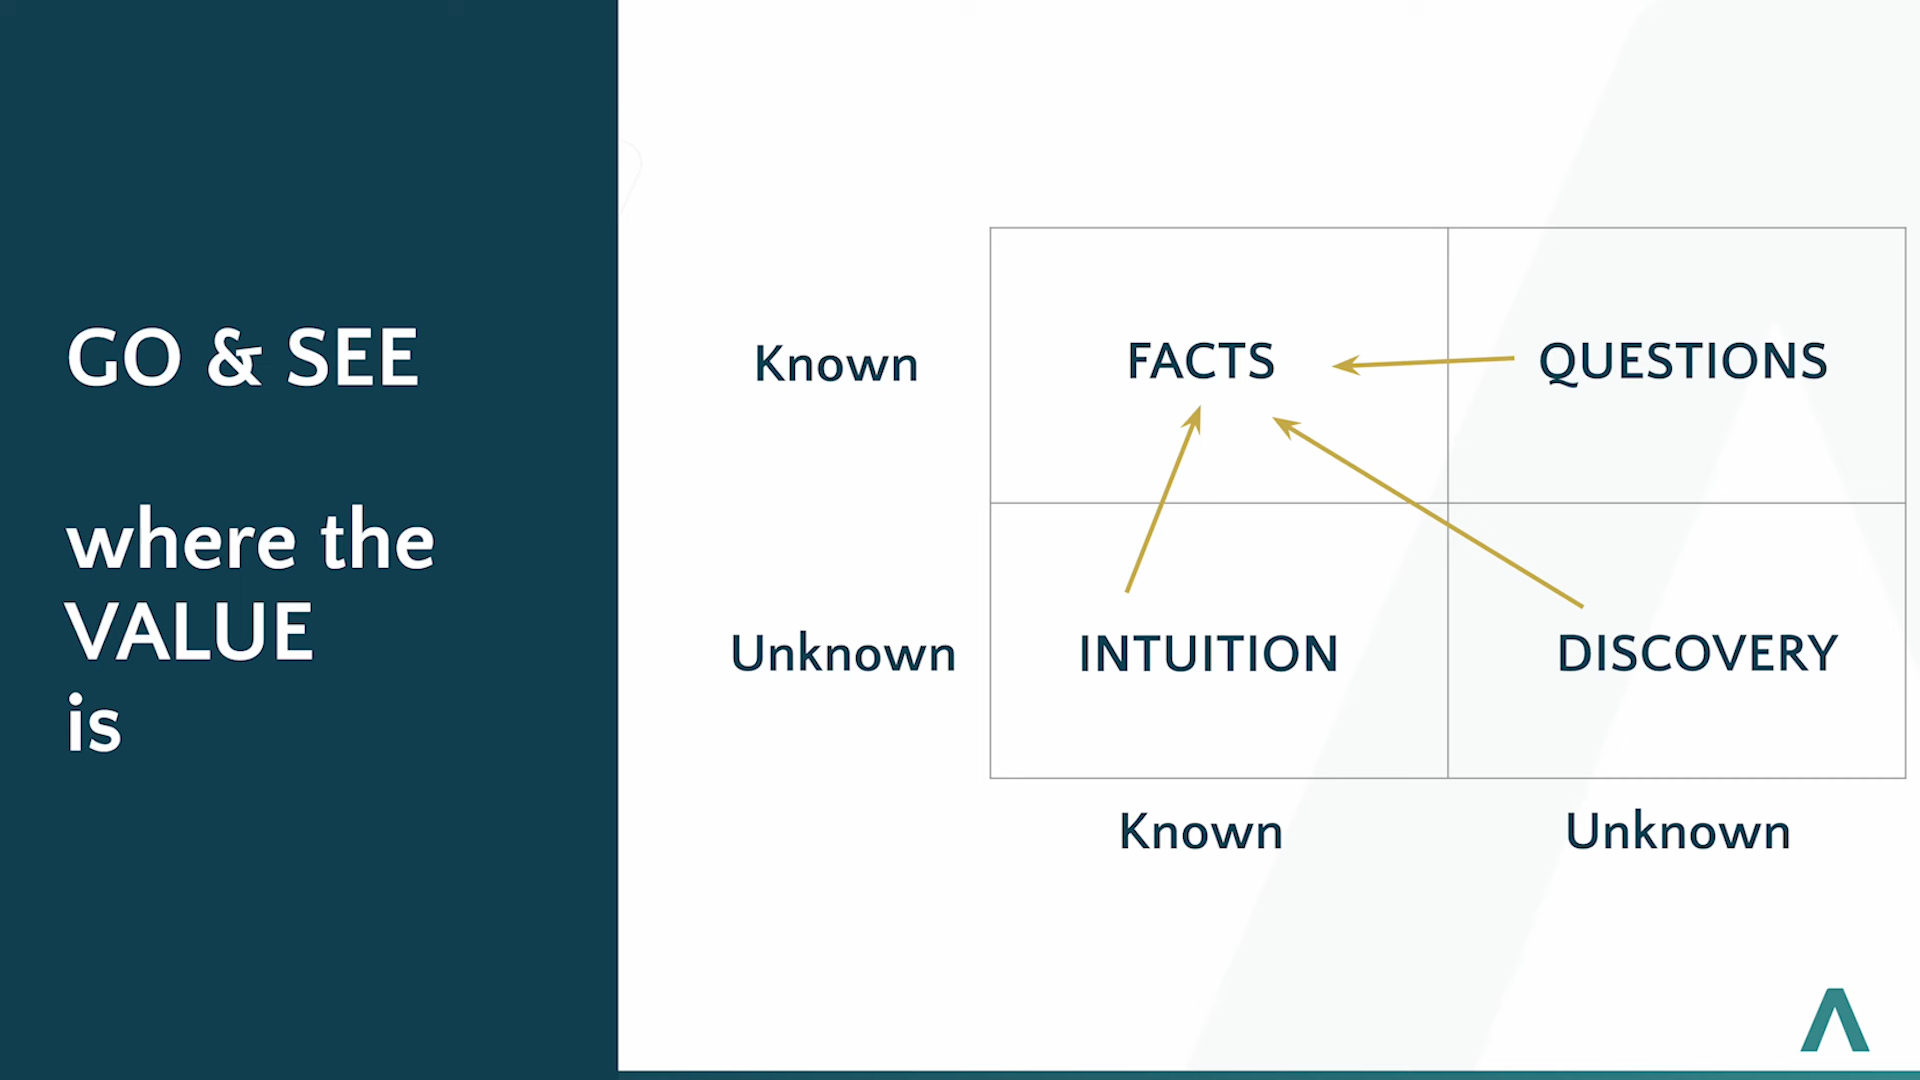 GO & SEE
where the
VALUE
is
Known
FACTS
QUESTIONS
Unknown
INTUITION
DISCOVERY
Known
Unknown